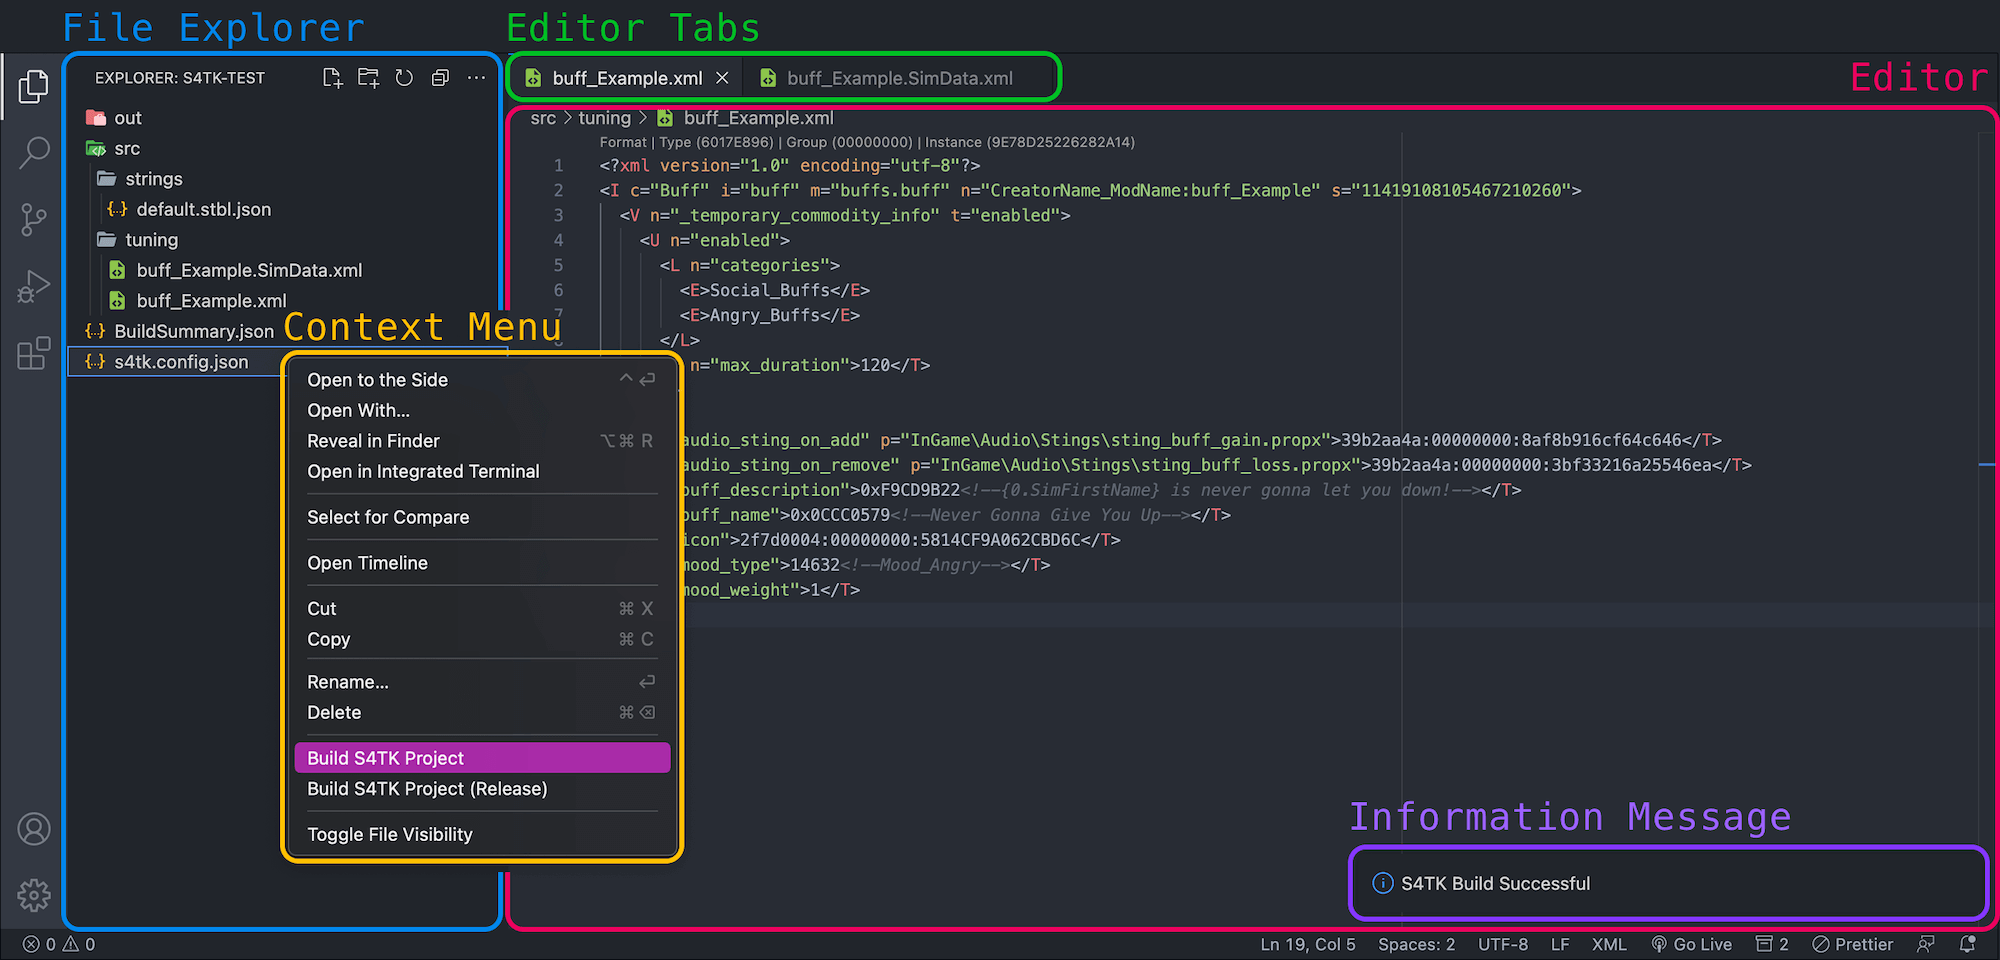 File Explorer
Editor Tabs
Editor
EXPLORER: S4TK-TEST
buff_Example.xml
buff_Example.SimData.xml
out
src
strings
default.stbl.json
tuning
buff_Example.SimData.xml
buff_Example.xml
BuildSummary.json
s4tk.config.json
src > tuning > buff_Example.xml
Format | Type (6017E896) | Group (00000000) | Instance (9E78D25226282A14)
1 <?xml version="1.0" encoding="utf-8"?>
2 <I c="Buff" i="buff" m="buffs.buff" n="CreatorName_ModName:buff_Example" s="11419108105467210260">
3 <V n="_temporary_commodity_info" t="enabled">
4 <U n="enabled">
5 <L n="categories">
6 <E>Social_Buffs</E>
7 <E>Angry_Buffs</E>
</L>
n="max_duration">120</T>
audio_sting_on_add" p="InGame\Audio\Stings\sting_buff_gain.propx">39b2aa4a:00000000:8af8b916cf64c646</T>
audio_sting_on_remove" p="InGame\Audio\Stings\sting_buff_loss.propx">39b2aa4a:00000000:3bf33216a25546ea</T>
buff_description">0xF9CD9B22<!--{0.SimFirstName} is never gonna let you down!--></T>
buff_name">0x0CCC0579<!--Never Gonna Give You Up--></T>
icon">2f7d0004:00000000:5814CF9A062CBD6C</T>
mood_type">14632<!--Mood_Angry--></T>
mood_weight">1</T>
Context Menu
Open to the Side ^ ⏎
Open With...
Reveal in Finder ⌥⌘ R
Open in Integrated Terminal
Select for Compare
Open Timeline
Cut ⌘ X
Copy ⌘ C
Rename... ⏎
Delete ⌘ ⌫
Build S4TK Project
Build S4TK Project (Release)
Toggle File Visibility
Information Message
S4TK Build Successful
0 0
Ln 19, Col 5 Spaces: 2 UTF-8 LF XML Go Live 2 Prettier